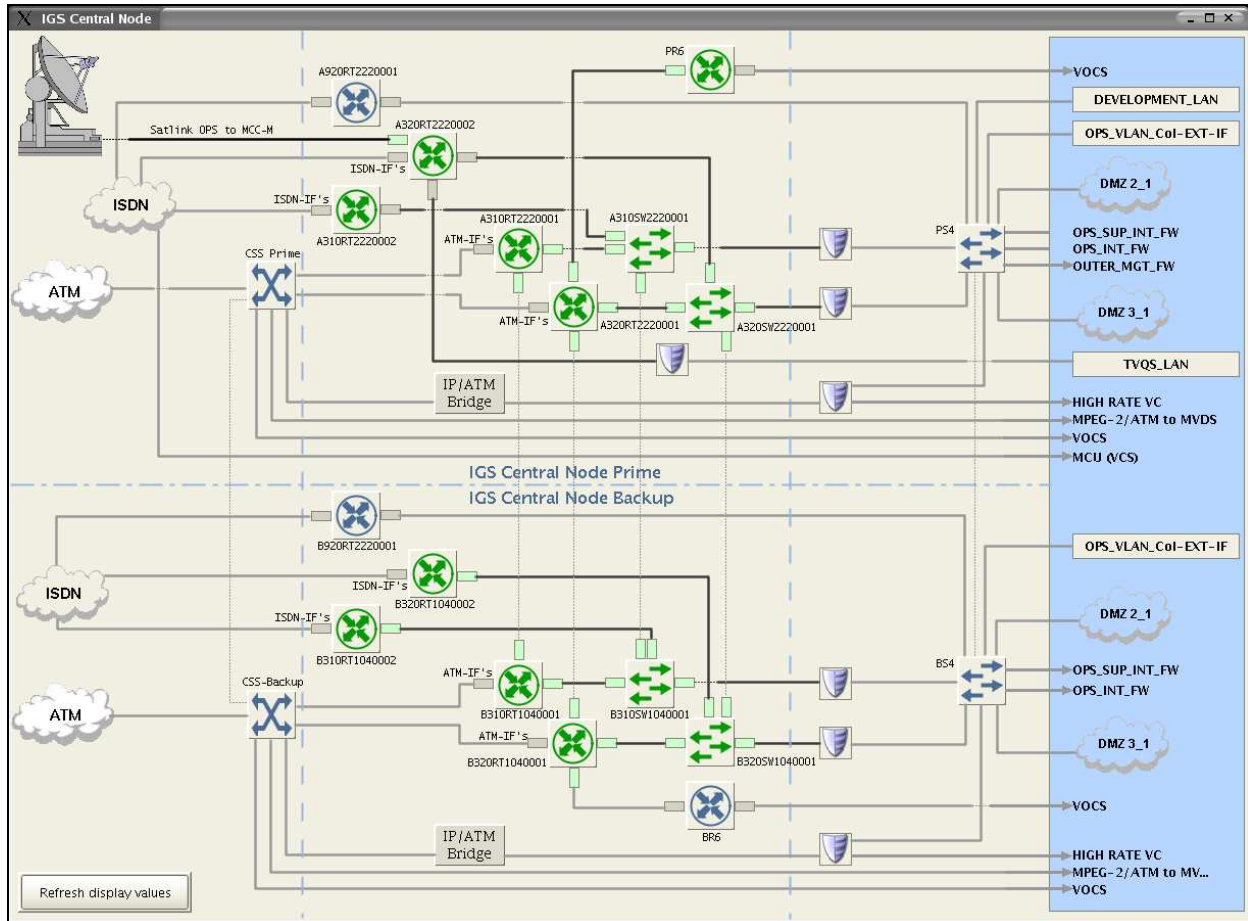 IGS Central Node
PR6
VOCS
A920RT2220001
DEVELOPMENT_LAN
Satlink OPS to MCC-M
A320RT2220002
OPS_VLAN_Col-EXT-IF
ISDN-IF's
DMZ 2_1
ISDN
ISDN-IF's
A310RT2220002
A310RT2220001
A310SW2220001
PS4
OPS_SUP_INT_FW
ATM-IF's
OPS_INT_FW
CSS Prime
OUTER_MGT_FW
ATM
DMZ 3_1
ATM-IF's
A320RT2220001
A320SW2220001
TVQS_LAN
IP/ATM
Bridge
HIGH RATE VC
MPEG-2/ATM to MVDS
VOCS
MCU (VCS)
IGS Central Node Prime
IGS Central Node Backup
B920RT2220001
OPS_VLAN_Col-EXT-IF
ISDN-IF's
ISDN
B320RT1040002
DMZ 2_1
ISDN-IF's
B310RT1040002
BS4
OPS_SUP_INT_FW
ATM-IF's
CSS-Backup
OPS_INT_FW
B310RT1040001
B310SW1040001
ATM
ATM-IF's
DMZ 3_1
B320RT1040001
B320SW1040001
VOCS
BR6
IP/ATM
Bridge
HIGH RATE VC
MPEG-2/ATM to MV...
VOCS
Refresh display values